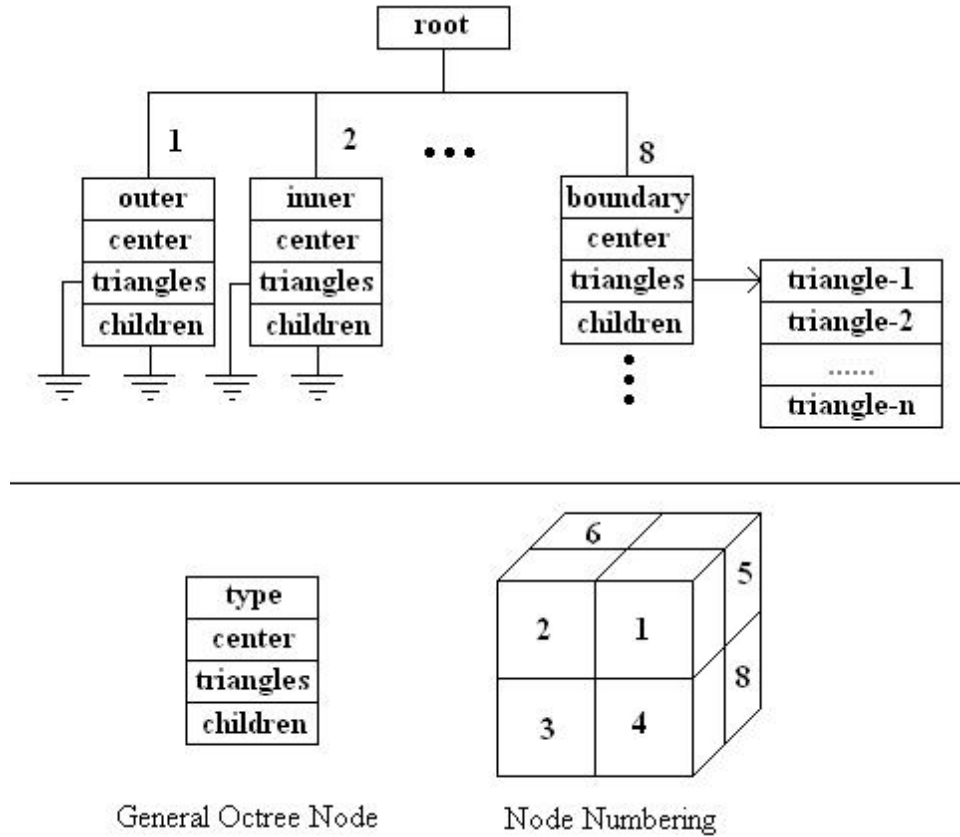 root
1
2
8
outer
center
triangles
children
inner
center
triangles
children
boundary
center
triangles
children
triangle-1
triangle-2
......
triangle-n
type
center
triangles
children
General Octree Node
6
5
2
1
8
3
4
Node Numbering